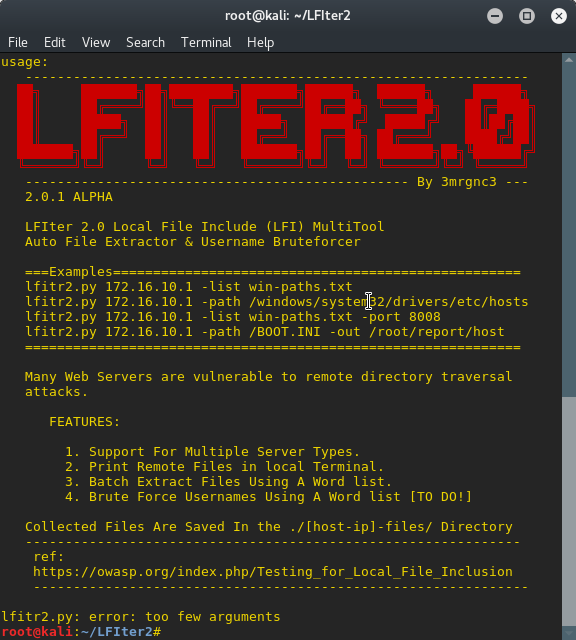 root@kali: ~/LFIter2
File Edit View Search Terminal Help
usage:
---------------------------------------------------------------
LFITER2.0
------------------------------------------------ By 3mrgnc3 ---
2.0.1 ALPHA
LFIter 2.0 Local File Include (LFI) MultiTool
Auto File Extractor & Username Bruteforcer
===Examples===================================================
lfitr2.py 172.16.10.1 -list win-paths.txt
lfitr2.py 172.16.10.1 -path /windows/system32/drivers/etc/hosts
lfitr2.py 172.16.10.1 -list win-paths.txt -port 8008
lfitr2.py 172.16.10.1 -path /BOOT.INI -out /root/report/host
==============================================================
Many Web Servers are vulnerable to remote directory traversal
attacks.
FEATURES:
1. Support For Multiple Server Types.
2. Print Remote Files in local Terminal.
3. Batch Extract Files Using A Word list.
4. Brute Force Usernames Using A Word list [TO DO!]
Collected Files Are Saved In the ./[host-ip]-files/ Directory
--------------------------------------------------------------
ref:
https://owasp.org/index.php/Testing_for_Local_File_Inclusion
--------------------------------------------------------------
lfitr2.py: error: too few arguments
root@kali:~/LFIter2#